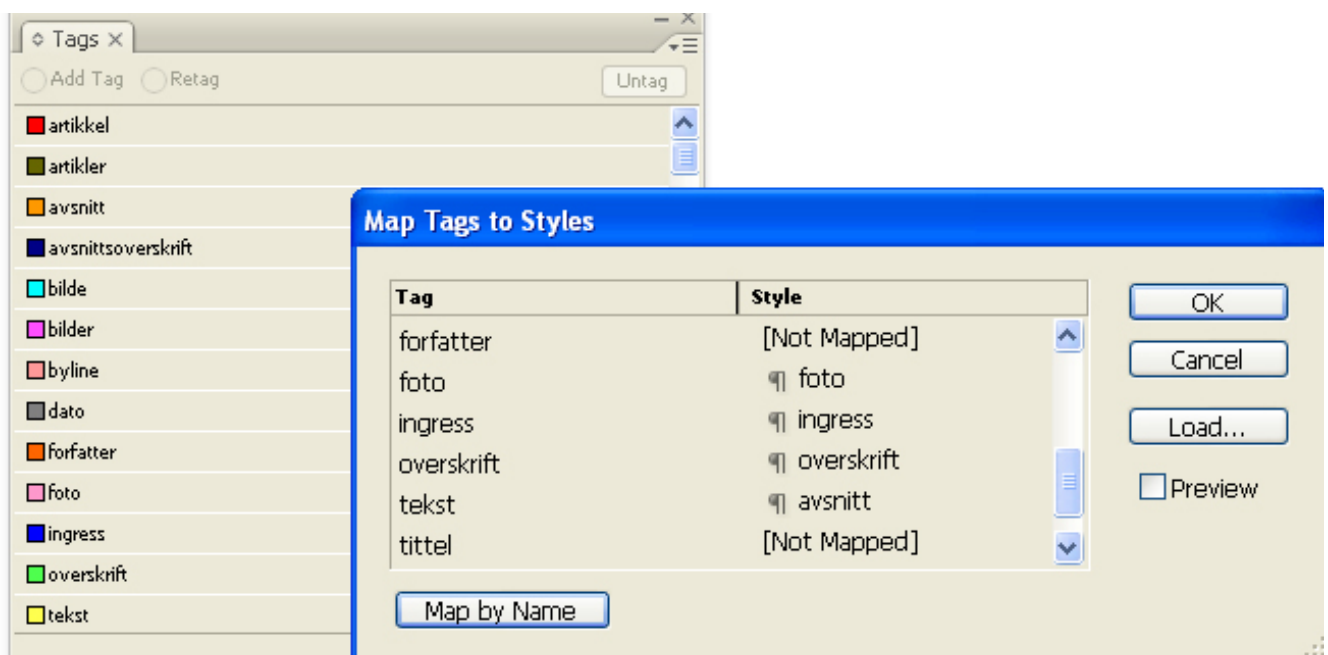 Tags
Add Tag Retag Untag
artikkel
artikler
avsnitt
avsnittsoverskrift
bilde
bilder
byline
dato
forfatter
foto
ingress
overskrift
tekst
Map Tags to Styles
Tag Style
forfatter [Not Mapped]
foto ¶ foto
ingress ¶ ingress
overskrift ¶ overskrift
tekst ¶ avsnitt
tittel [Not Mapped]
Map by Name
OK
Cancel
Load...
Preview